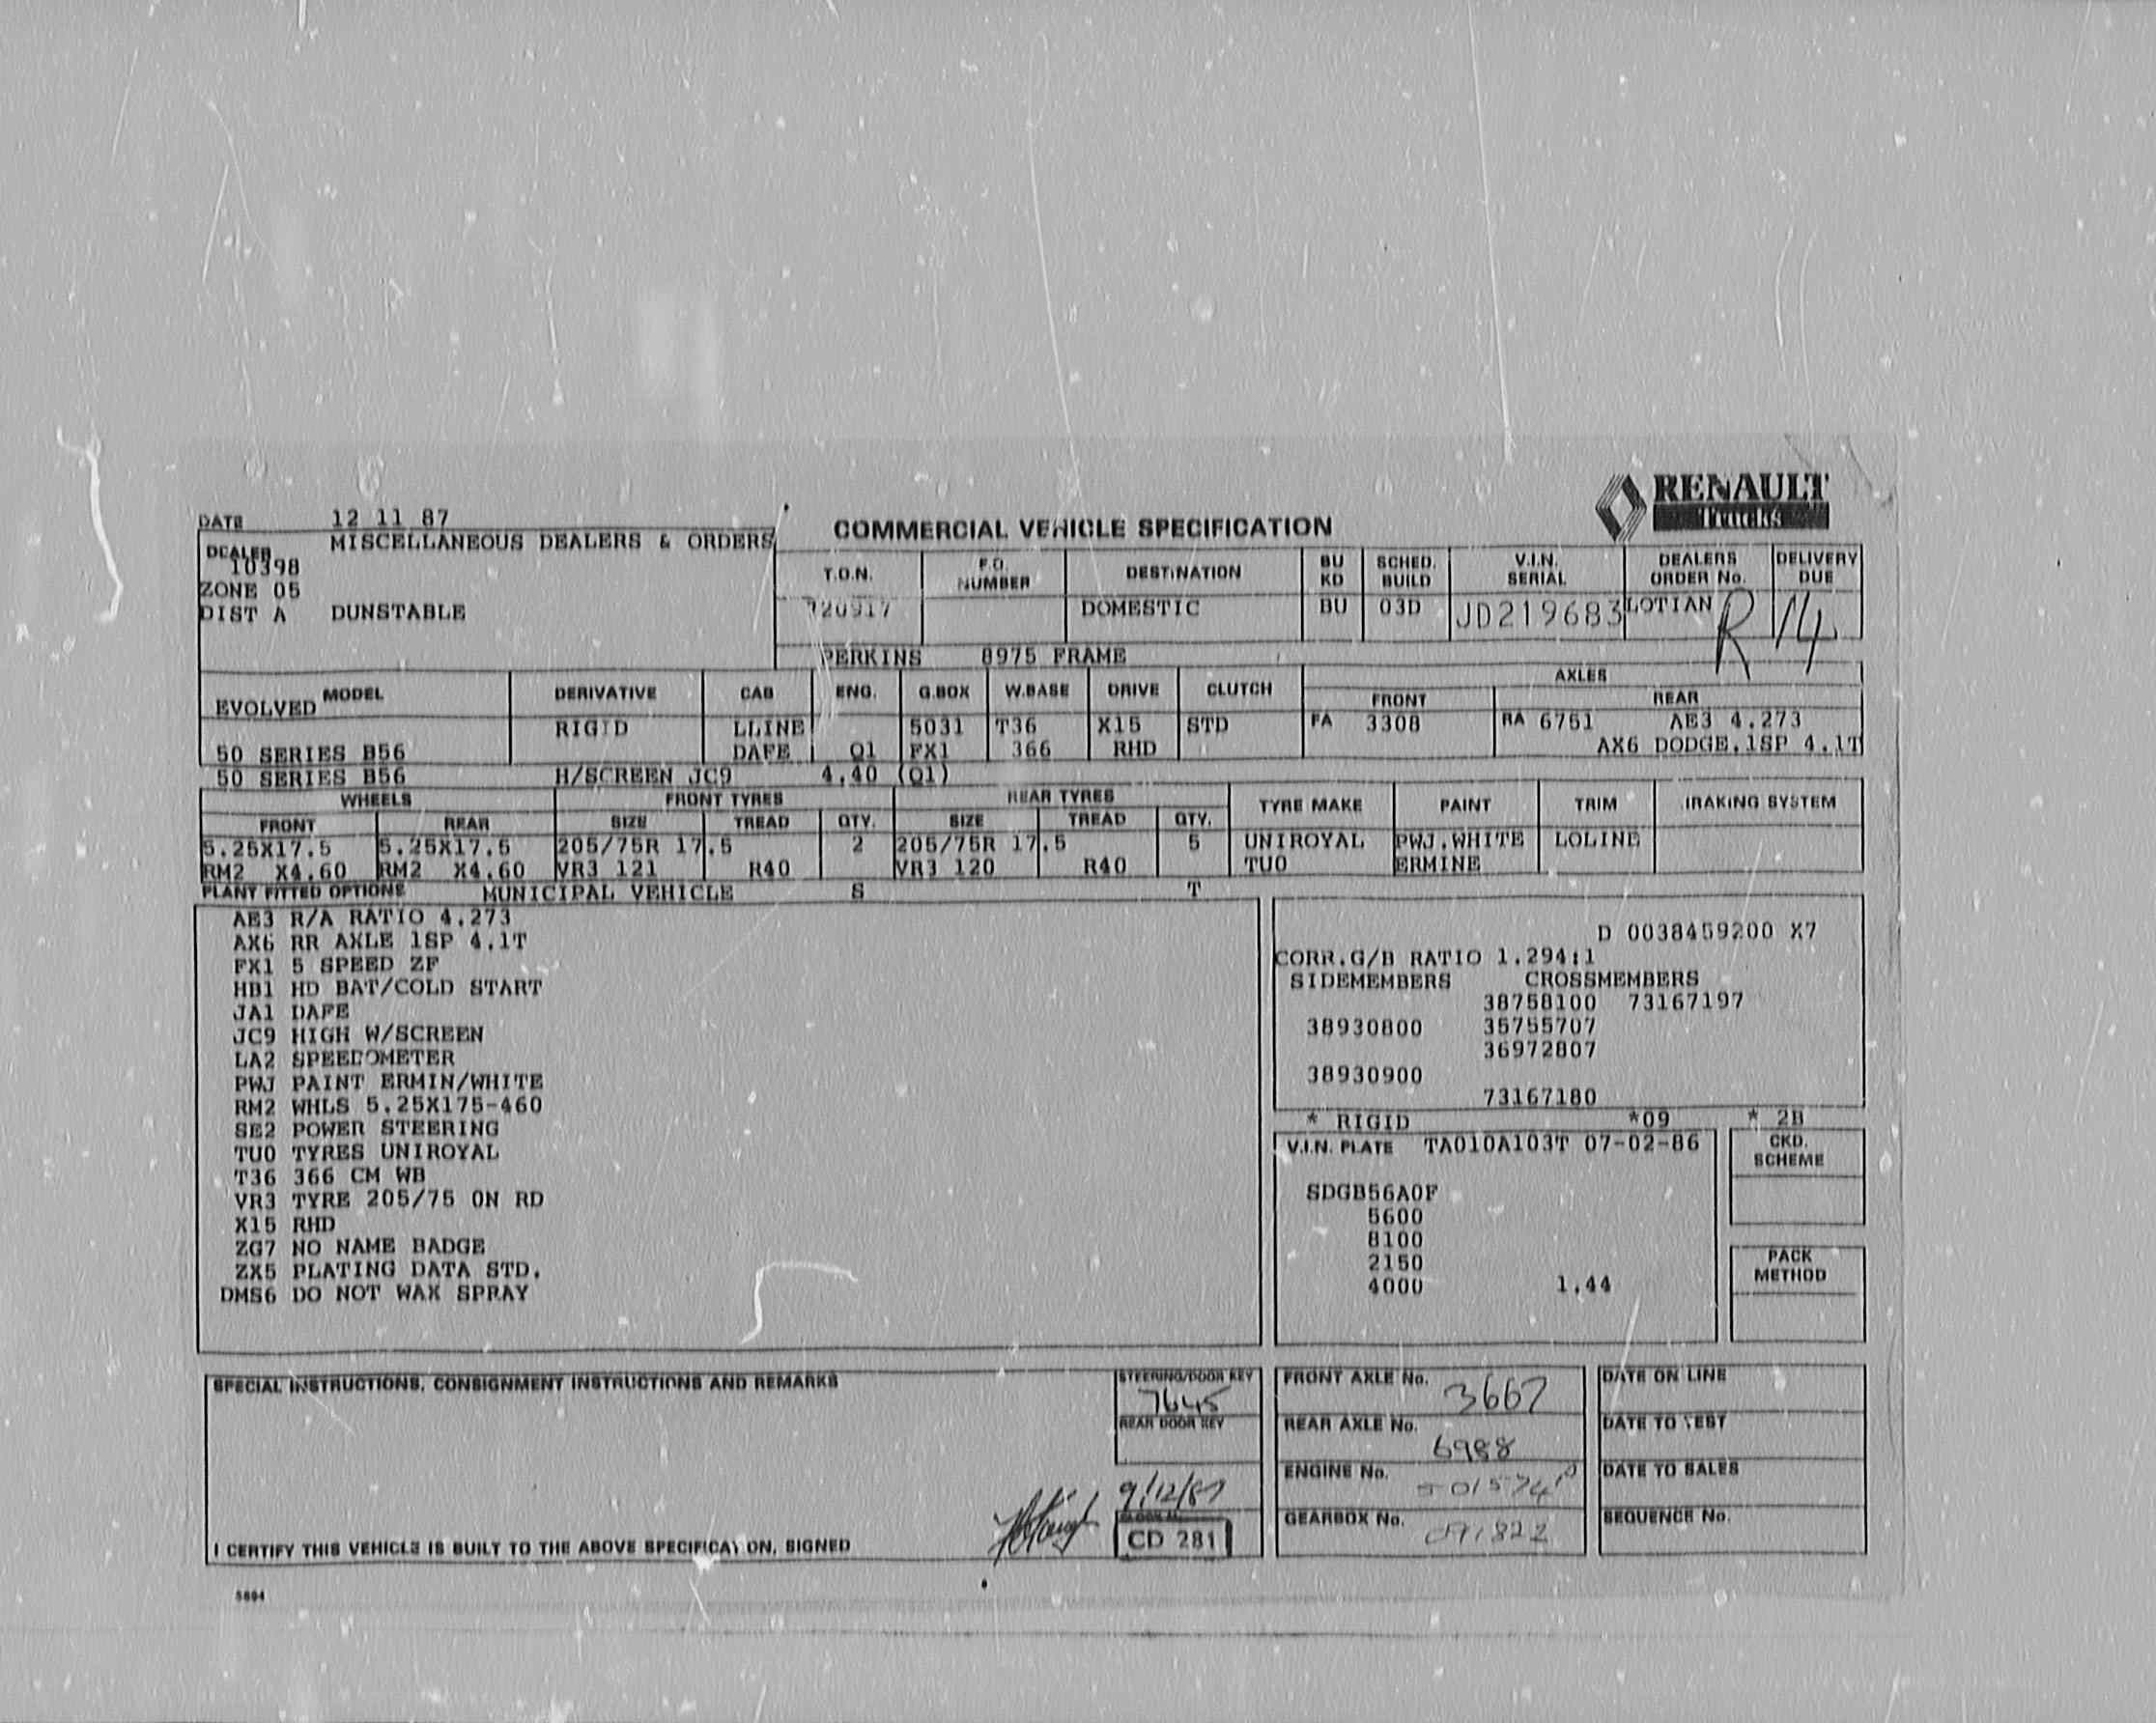 RENAULT
Trucks
DATE 12 11 87
COMMERCIAL VEHICLE SPECIFICATION
DEALER MISCELLANEOUS DEALERS & ORDERS
10398
ZONE 05
DIST A DUNSTABLE
T.O.N. F.O. NUMBER DESTINATION BU KD SCHED. BUILD V.I.N. SERIAL DEALERS ORDER No. DELIVERY DUE
720917 DOMESTIC BU 03D JD219683 LOTIAN R 14
PERKINS 8975 FRAME
EVOLVED MODEL DERIVATIVE CAB ENG. G.BOX W.BASE DRIVE CLUTCH AXLES
FRONT REAR
RIGID LLINE 5031 T36 X15 STD FA 3308 RA 6751 AE3 4.273
50 SERIES B56 DAFE Q1 FX1 366 RHD AX6 DODGE.1SP 4.1T
50 SERIES B56 H/SCREEN JC9 4.40 (Q1)
WHEELS FRONT TYRES REAR TYRES TYRE MAKE PAINT TRIM BRAKING SYSTEM
FRONT REAR SIZE TREAD QTY. SIZE TREAD QTY.
5.25X17.5 5.25X17.5 205/75R 17.5 2 205/75R 17.5 5 UNIROYAL PWJ.WHITE LOLINE
RM2 X4.60 RM2 X4.60 VR3 121 R40 VR3 120 R40 TU0 ERMINE
PLANT FITTED OPTIONS MUNICIPAL VEHICLE S T
AE3 R/A RATIO 4.273
AX6 RR AXLE 1SP 4.1T
FX1 5 SPEED ZF
HB1 HD BAT/COLD START
JA1 DAFE
JC9 HIGH W/SCREEN
LA2 SPEEDOMETER
PWJ PAINT ERMIN/WHITE
RM2 WHLS 5.25X175-460
SE2 POWER STEERING
TU0 TYRES UNIROYAL
T36 366 CM WB
VR3 TYRE 205/75 ON RD
X15 RHD
ZG7 NO NAME BADGE
ZX5 PLATING DATA STD.
DMS6 DO NOT WAX SPRAY
D 0038459200 X7
CORR.G/B RATIO 1.294:1
SIDEMEMBERS CROSSMEMBERS
38758100 73167197
38930800 35755707
36972807
38930900
73167180
* RIGID *09 * 2B
V.I.N. PLATE TA010A103T 07-02-86
SDGB56A0F
5600
8100
2150
4000 1.44
CKD. SCHEME
PACK METHOD
SPECIAL INSTRUCTIONS, CONSIGNMENT INSTRUCTIONS AND REMARKS
STEERING/DOOR KEY
7645
REAR DOOR KEY
9/12/87
CD 281
I CERTIFY THIS VEHICLE IS BUILT TO THE ABOVE SPECIFICATION, SIGNED
FRONT AXLE No. 3667
REAR AXLE No. 6988
ENGINE No.
GEARBOX No.
DATE ON LINE
DATE TO TEST
DATE TO SALES
SEQUENCE No.
5804